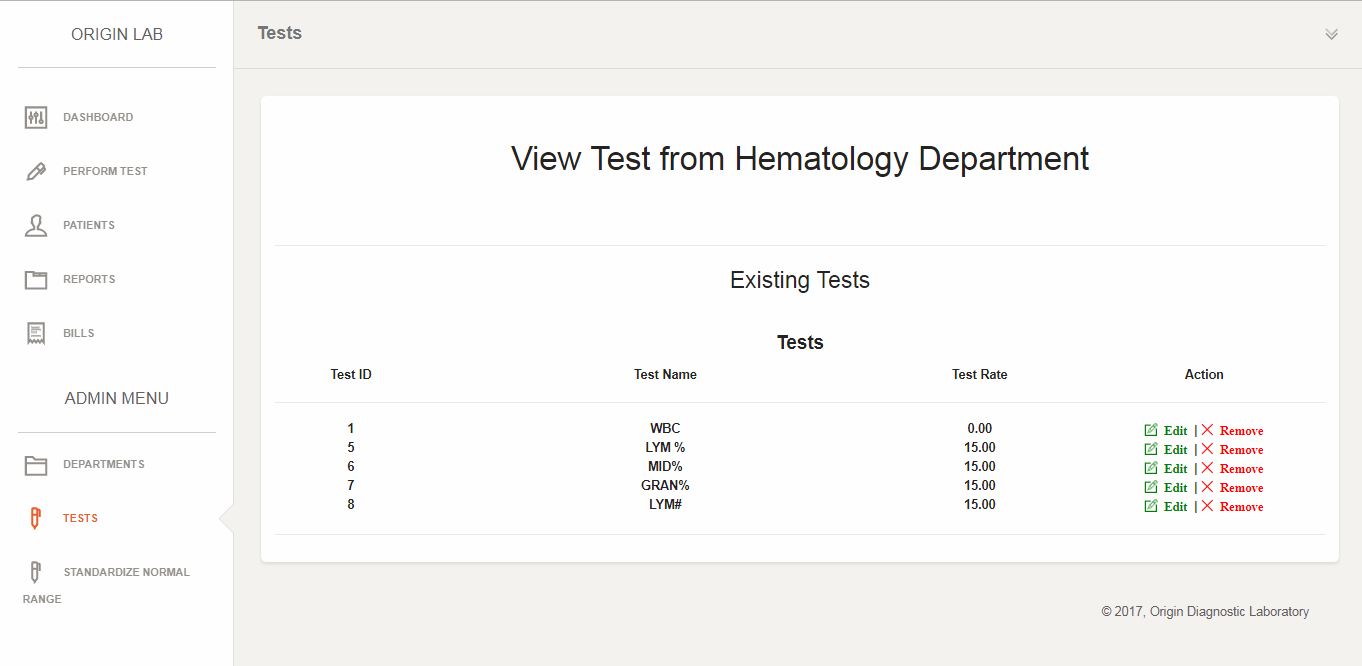 ORIGIN LAB
DASHBOARD
PERFORM TEST
PATIENTS
REPORTS
BILLS
ADMIN MENU
DEPARTMENTS
TESTS
STANDARDIZE NORMAL
RANGE
Tests
View Test from Hematology Department
Existing Tests
Tests
Test ID Test Name Test Rate Action
1 WBC 0.00 Edit | Remove
5 LYM % 15.00 Edit | Remove
6 MID% 15.00 Edit | Remove
7 GRAN% 15.00 Edit | Remove
8 LYM# 15.00 Edit | Remove
© 2017, Origin Diagnostic Laboratory